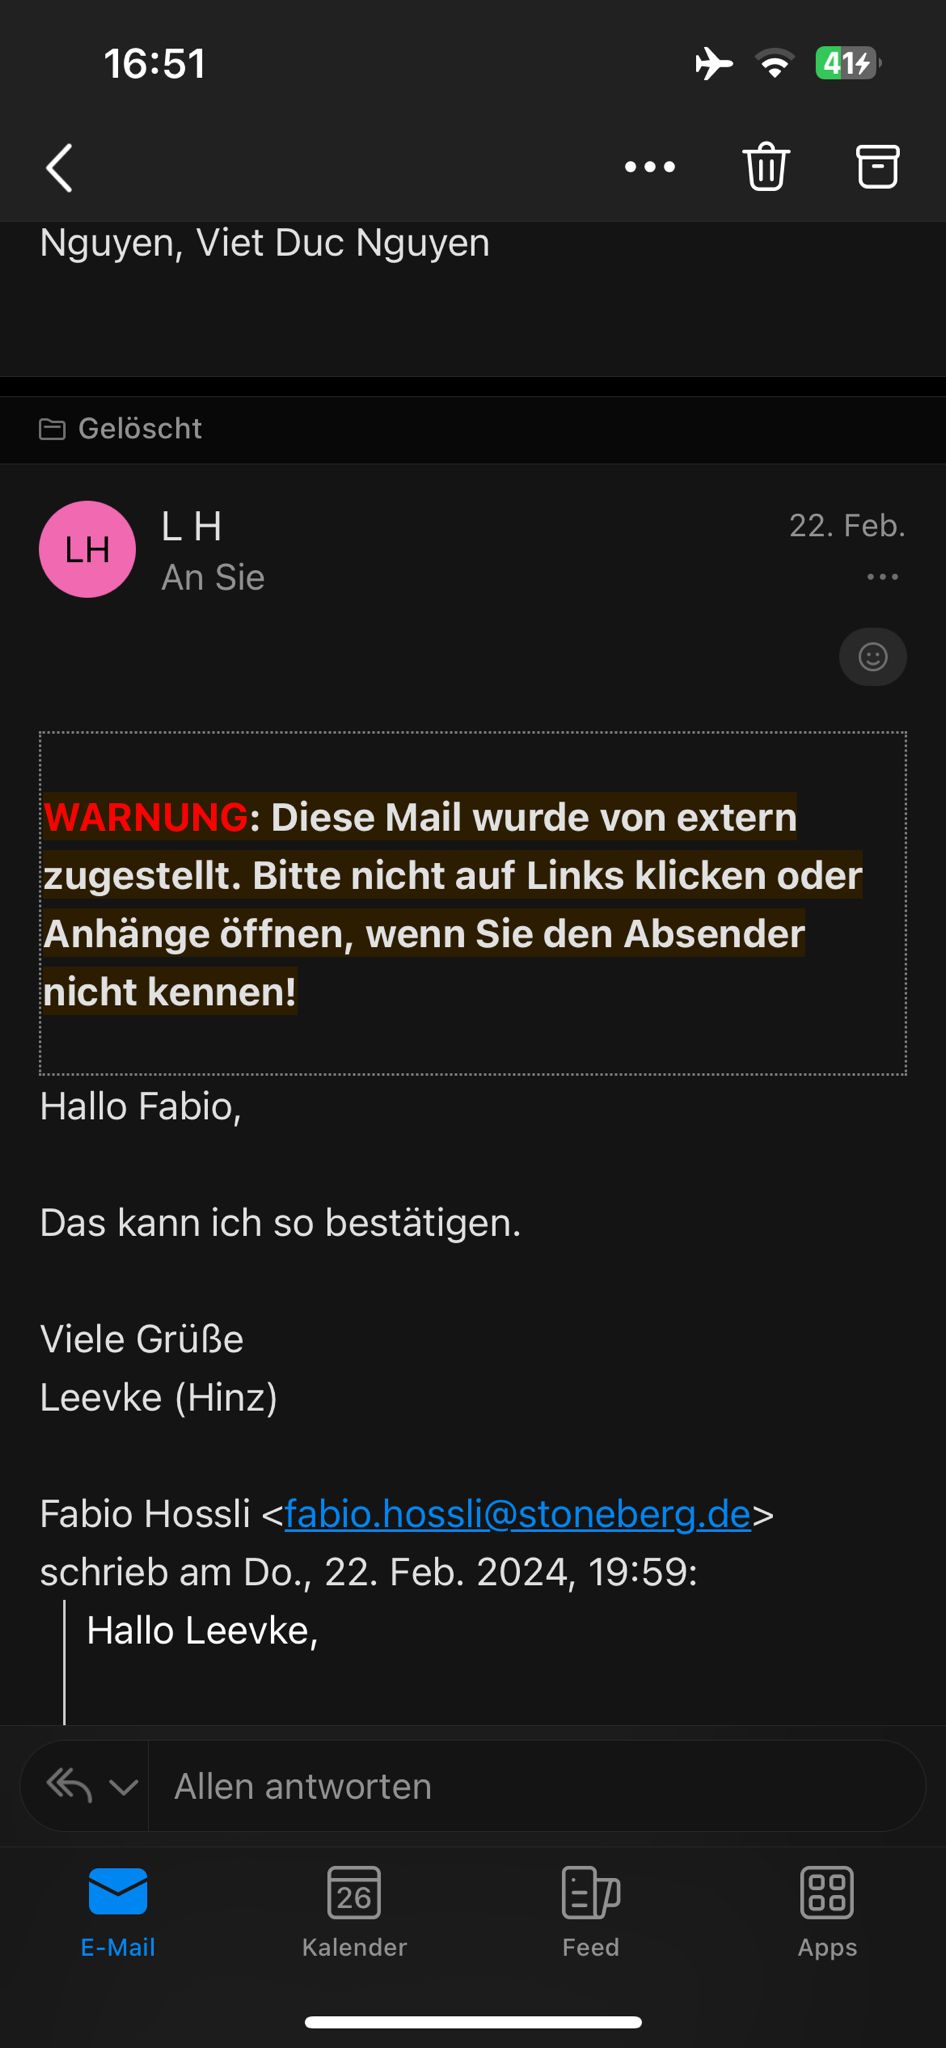 16:51
41
Nguyen, Viet Duc Nguyen
Gelöscht
LH
L H
22. Feb.
An Sie
WARNUNG: Diese Mail wurde von extern
zugestellt. Bitte nicht auf Links klicken oder
Anhänge öffnen, wenn Sie den Absender
nicht kennen!
Hallo Fabio,
Das kann ich so bestätigen.
Viele Grüße
Leevke (Hinz)
Fabio Hossli <fabio.hossli@stoneberg.de>
schrieb am Do., 22. Feb. 2024, 19:59:
Hallo Leevke,
Allen antworten
26
E-Mail
Kalender
Feed
Apps